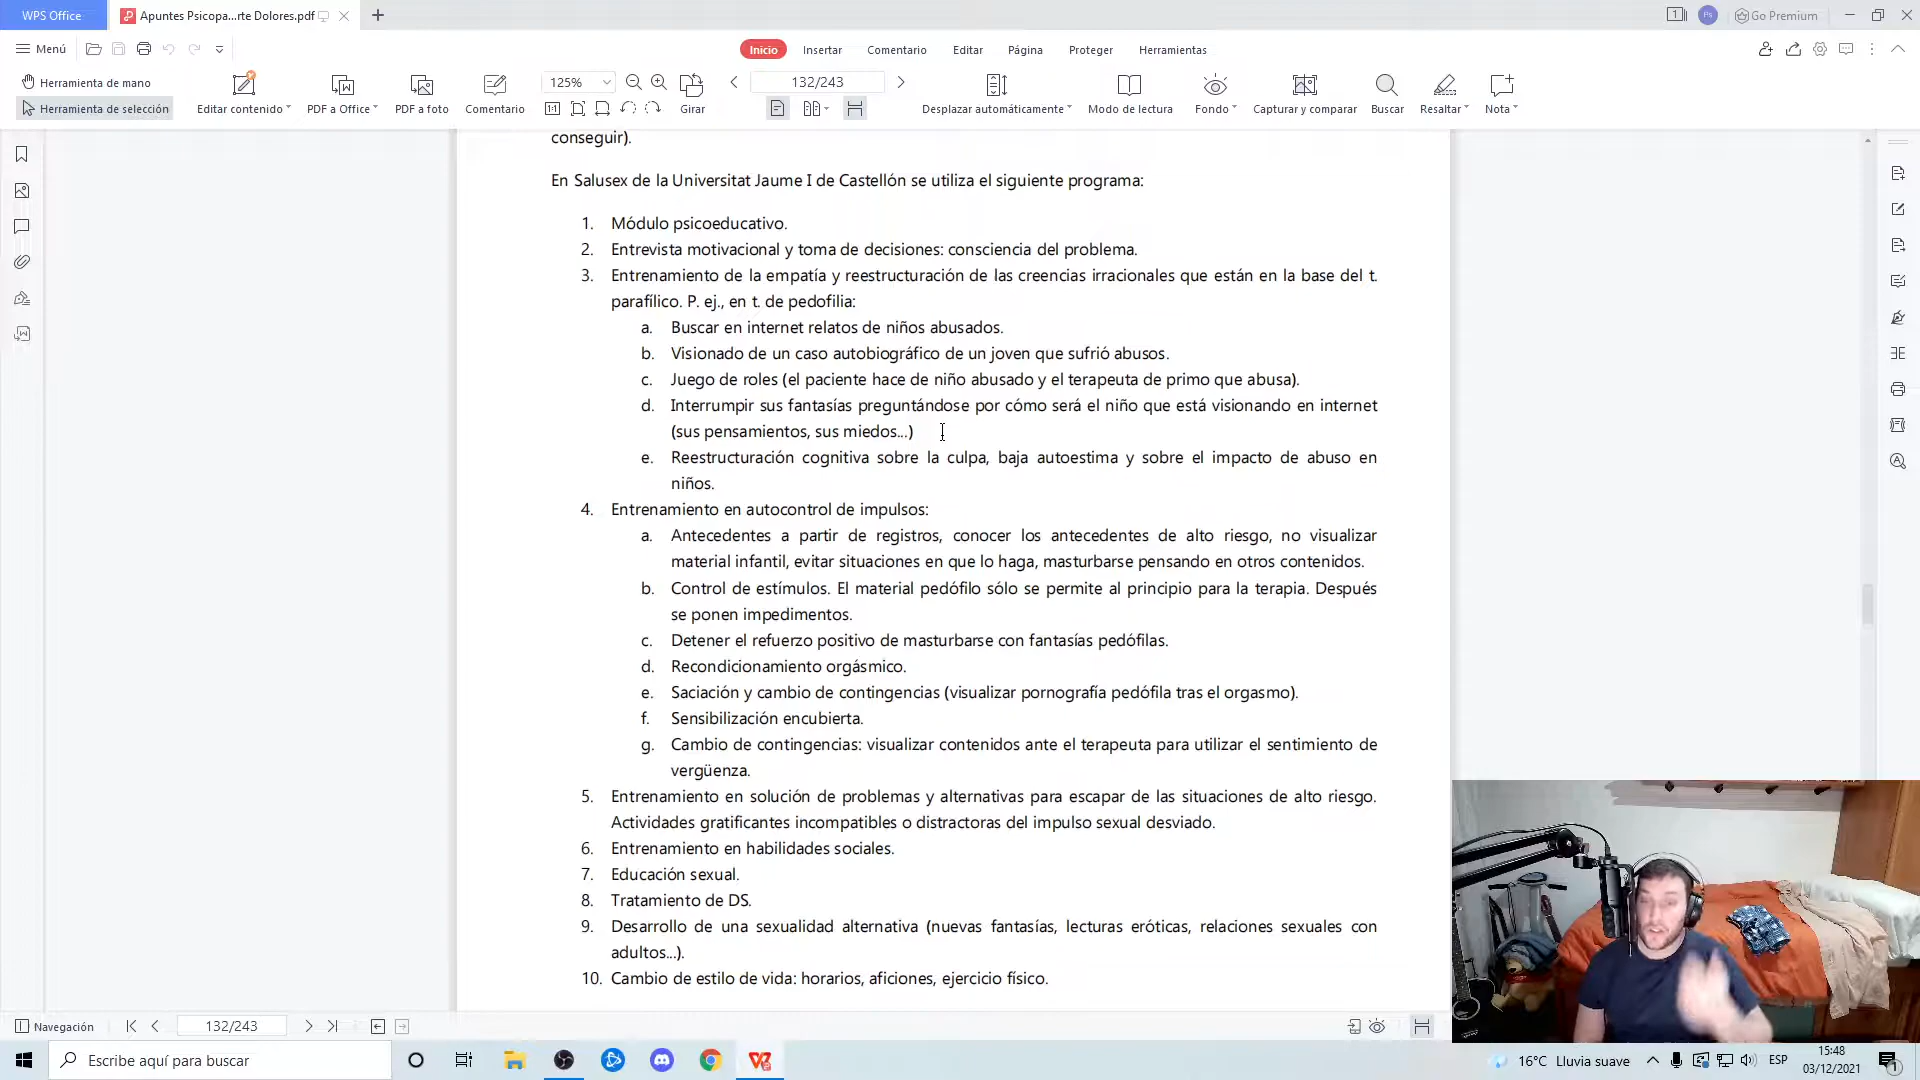 WPS Office
Apuntes Psicopa...rte Dolores.pdf
Go Premium
Menú
Inicio
Insertar
Comentario
Editar
Página
Proteger
Herramientas
Herramienta de mano
Herramienta de selección
Editar contenido
PDF a Office
PDF a foto
Comentario
125%
Girar
132/243
Desplazar automáticamente
Modo de lectura
Fondo
Capturar y comparar
Buscar
Resaltar
Nota
conseguir).
En Salusex de la Universitat Jaume I de Castellón se utiliza el siguiente programa:
1. Módulo psicoeducativo.
2. Entrevista motivacional y toma de decisiones: consciencia del problema.
3. Entrenamiento de la empatía y reestructuración de las creencias irracionales que están en la base del t.
parafílico. P. ej., en t. de pedofilia:
a. Buscar en internet relatos de niños abusados.
b. Visionado de un caso autobiográfico de un joven que sufrió abusos.
c. Juego de roles (el paciente hace de niño abusado y el terapeuta de primo que abusa).
d. Interrumpir sus fantasías preguntándose por cómo será el niño que está visionando en internet
(sus pensamientos, sus miedos...)
e. Reestructuración cognitiva sobre la culpa, baja autoestima y sobre el impacto de abuso en
niños.
4. Entrenamiento en autocontrol de impulsos:
a. Antecedentes a partir de registros, conocer los antecedentes de alto riesgo, no visualizar
material infantil, evitar situaciones en que lo haga, masturbarse pensando en otros contenidos.
b. Control de estímulos. El material pedófilo sólo se permite al principio para la terapia. Después
se ponen impedimentos.
c. Detener el refuerzo positivo de masturbarse con fantasías pedófilas.
d. Recondicionamiento orgásmico.
e. Saciación y cambio de contingencias (visualizar pornografía pedófila tras el orgasmo).
f. Sensibilización encubierta.
g. Cambio de contingencias: visualizar contenidos ante el terapeuta para utilizar el sentimiento de
vergüenza.
5. Entrenamiento en solución de problemas y alternativas para escapar de las situaciones de alto riesgo.
Actividades gratificantes incompatibles o distractoras del impulso sexual desviado.
6. Entrenamiento en habilidades sociales.
7. Educación sexual.
8. Tratamiento de DS.
9. Desarrollo de una sexualidad alternativa (nuevas fantasías, lecturas eróticas, relaciones sexuales con
adultos...).
10. Cambio de estilo de vida: horarios, aficiones, ejercicio físico.
Navegación
132/243
Escribe aquí para buscar
16°C Lluvia suave
ESP
15:48
03/12/2021